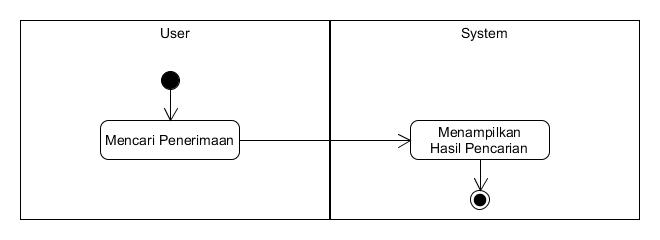 User
System
Mencari Penerimaan
Menampilkan
Hasil Pencarian